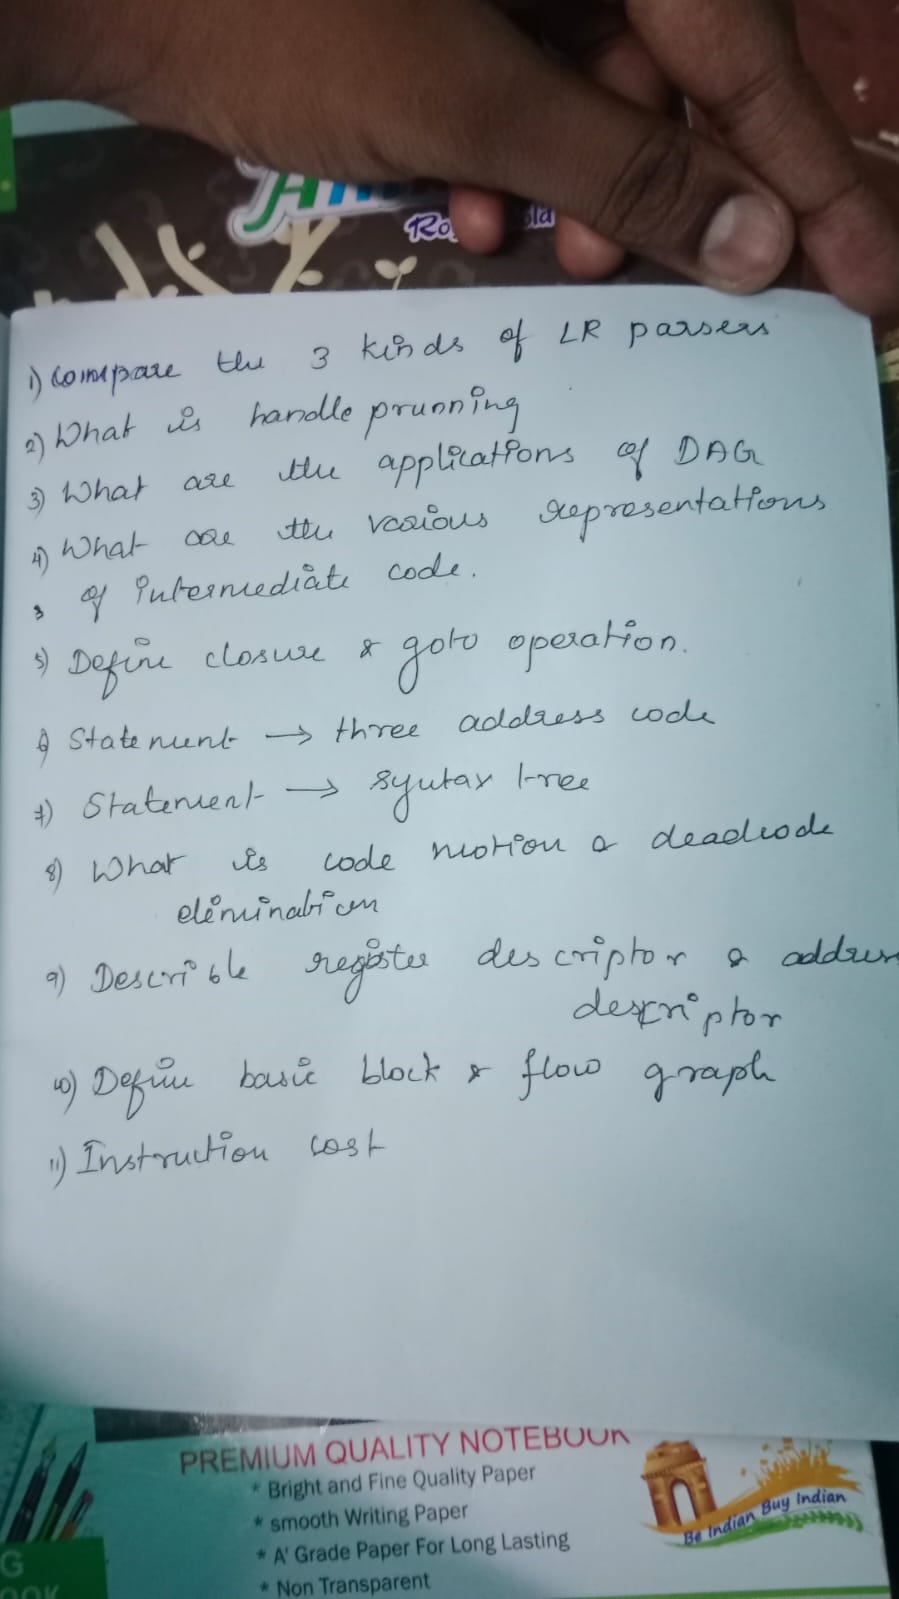 1) Compare the 3 kinds of LR parsers
2) What is handle prunning
3) What are the applications of DAG
4) What are the various representations
of intermediate code.
5) Define closure & goto operation.
6) Statement → three address code
7) Statement → syntax tree
8) What is code motion & deadcode
elimination
9) Describle register descriptor & address
descriptor
10) Define basic block & flow graph
11) Instruction cost
PREMIUM QUALITY NOTEBOOK
* Bright and Fine Quality Paper
* smooth Writing Paper
* A' Grade Paper For Long Lasting
* Non Transparent
Be Indian Buy Indian